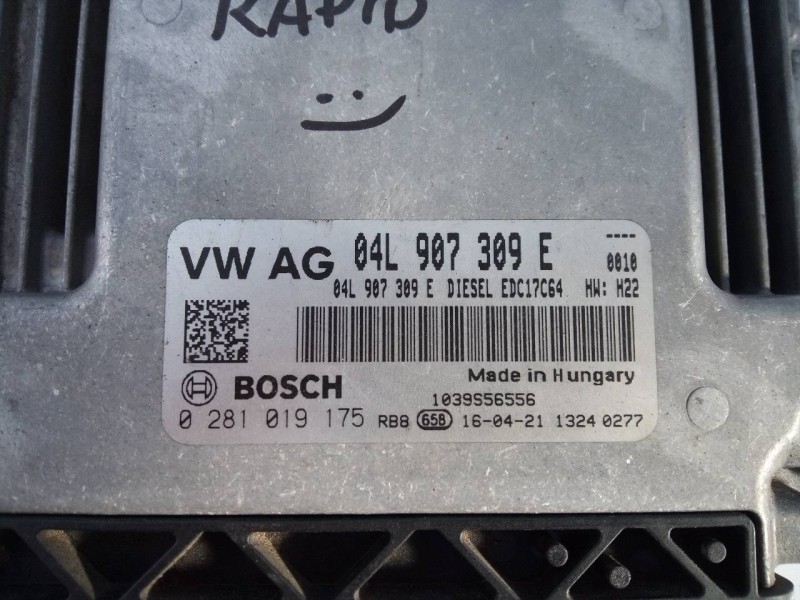 RAPID
VW AG 04L 907 309 E ----
0010
04L 907 309 E DIESEL EDC17C64 HW: H22
Made in Hungary
BOSCH 1039S56556
0 281 019 175 RB8 658 16-04-21 1324 0277